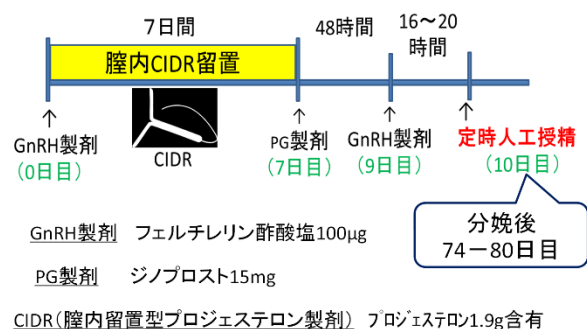 7日間 48時間 16～20
時間
膣内CIDR留置
CIDR
GnRH製剤
(0日目)
PG製剤
(7日目)
GnRH製剤
(9日目)
定時人工授精
(10日目)
分娩後
74－80日目
GnRH製剤 フェルチレリン酢酸塩100μg
PG製剤 ジノプロスト15mg
CIDR(膣内留置型プロジェステロン製剤) プロジェステロン1.9g含有